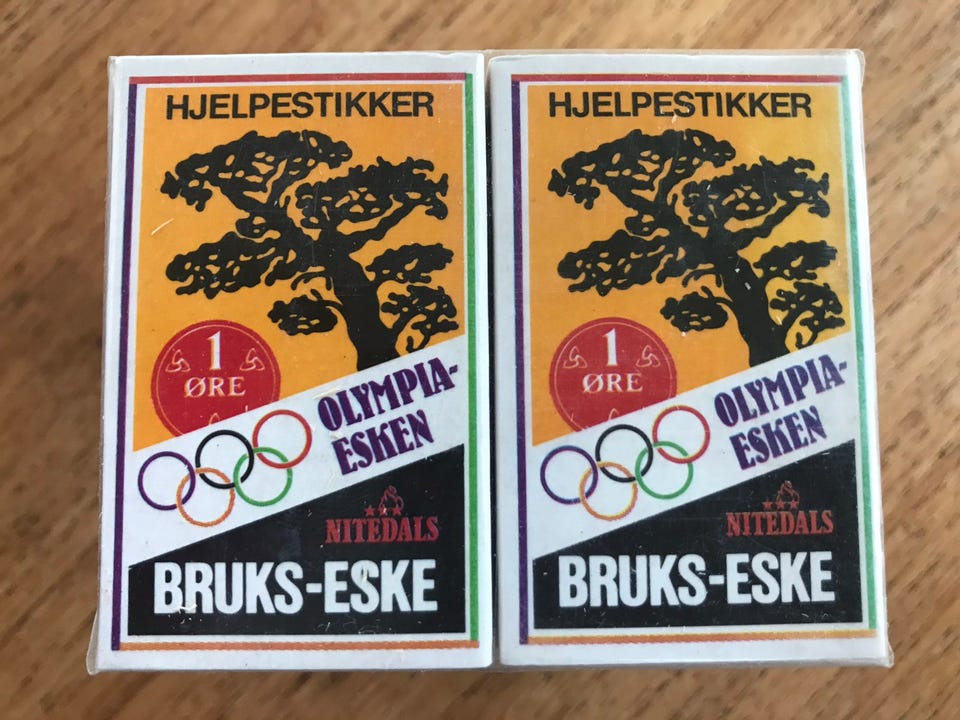 HJELPESTIKKER
1
ØRE
OLYMPIA-
ESKEN
NITEDALS
BRUKS-ESKE
HJELPESTIKKER
1
ØRE
OLYMPIA-
ESKEN
NITEDALS
BRUKS-ESKE